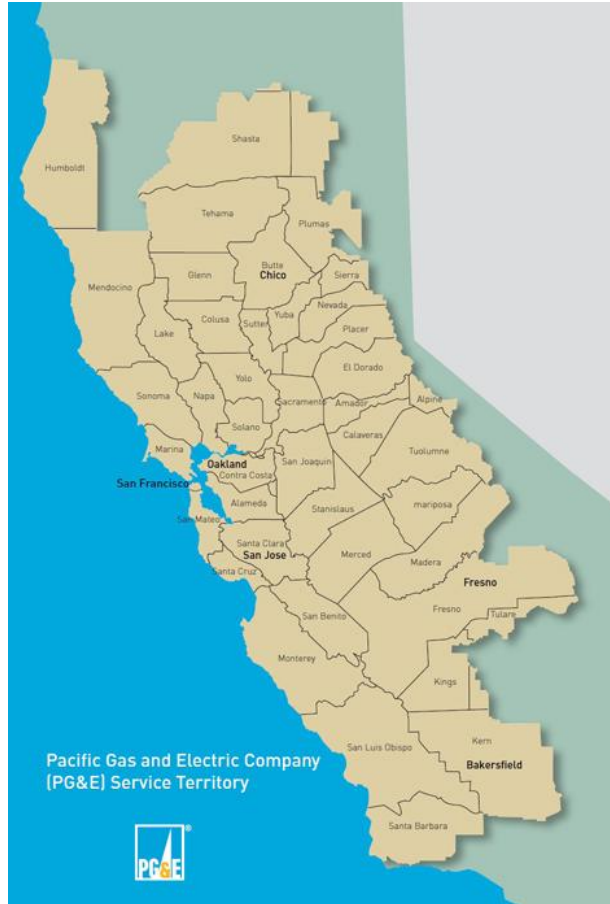 Shasta
Humboldt
Tehama
Plumas
Butte
Chico
Glenn
Sierra
Mendocino
Nevada
Yuba
Colusa
Sutter
Placer
Lake
El Dorado
Yolo
Sonoma
Napa
Sacramento
Amador
Alpine
Solano
Calaveras
Marina
Tuolumne
Oakland
San Joaquin
Contra Costa
San Francisco
Alameda
Stanislaus
mariposa
San Mateo
Santa Clara
San Jose
Merced
Madera
Santa Cruz
Fresno
Fresno
San Benito
Tulare
Monterey
Kings
San Luis Obispo
Kern
Bakersfield
Pacific Gas and Electric Company
(PG&E) Service Territory
Santa Barbara
PG&E®